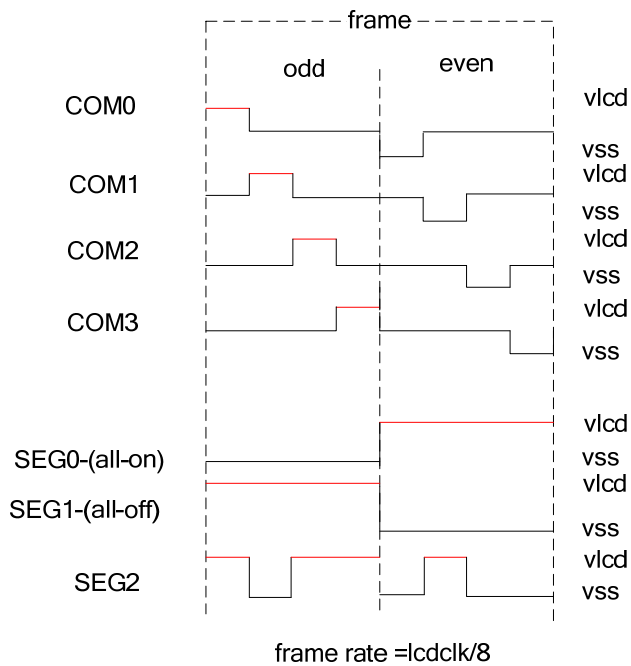 frame
odd
even
COM0
vlcd
vss
COM1
vlcd
vss
COM2
vlcd
vss
COM3
vlcd
vss
SEG0-(all-on)
vlcd
vss
SEG1-(all-off)
vlcd
vss
SEG2
vlcd
vss
frame rate =lcdclk/8